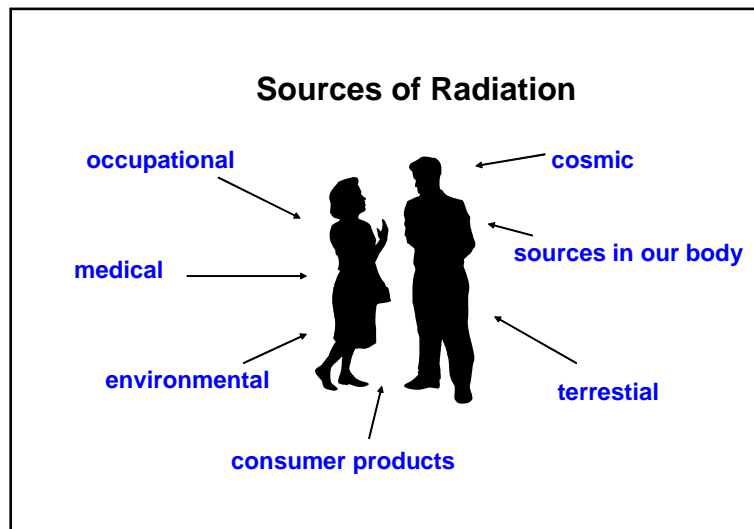 Sources of Radiation
occupational
cosmic
sources in our body
medical
environmental
terrestial
consumer products